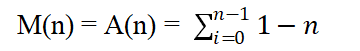 M(n) = A(n) = ∑_{i=0}^{n−1} 1 − n